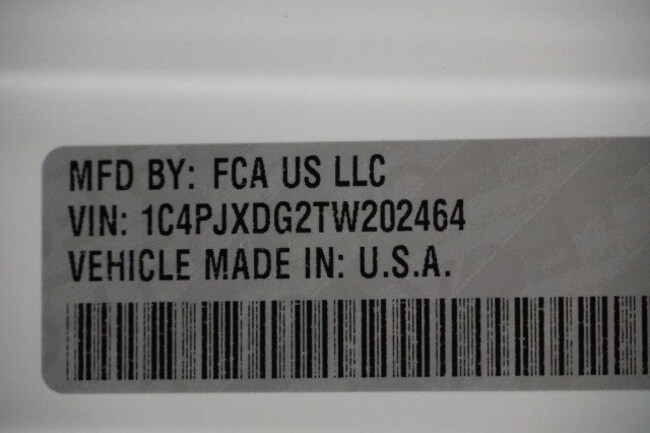 MFD BY: FCA US LLC
VIN: 1C4PJXDG2TW202464
VEHICLE MADE IN: U.S.A.